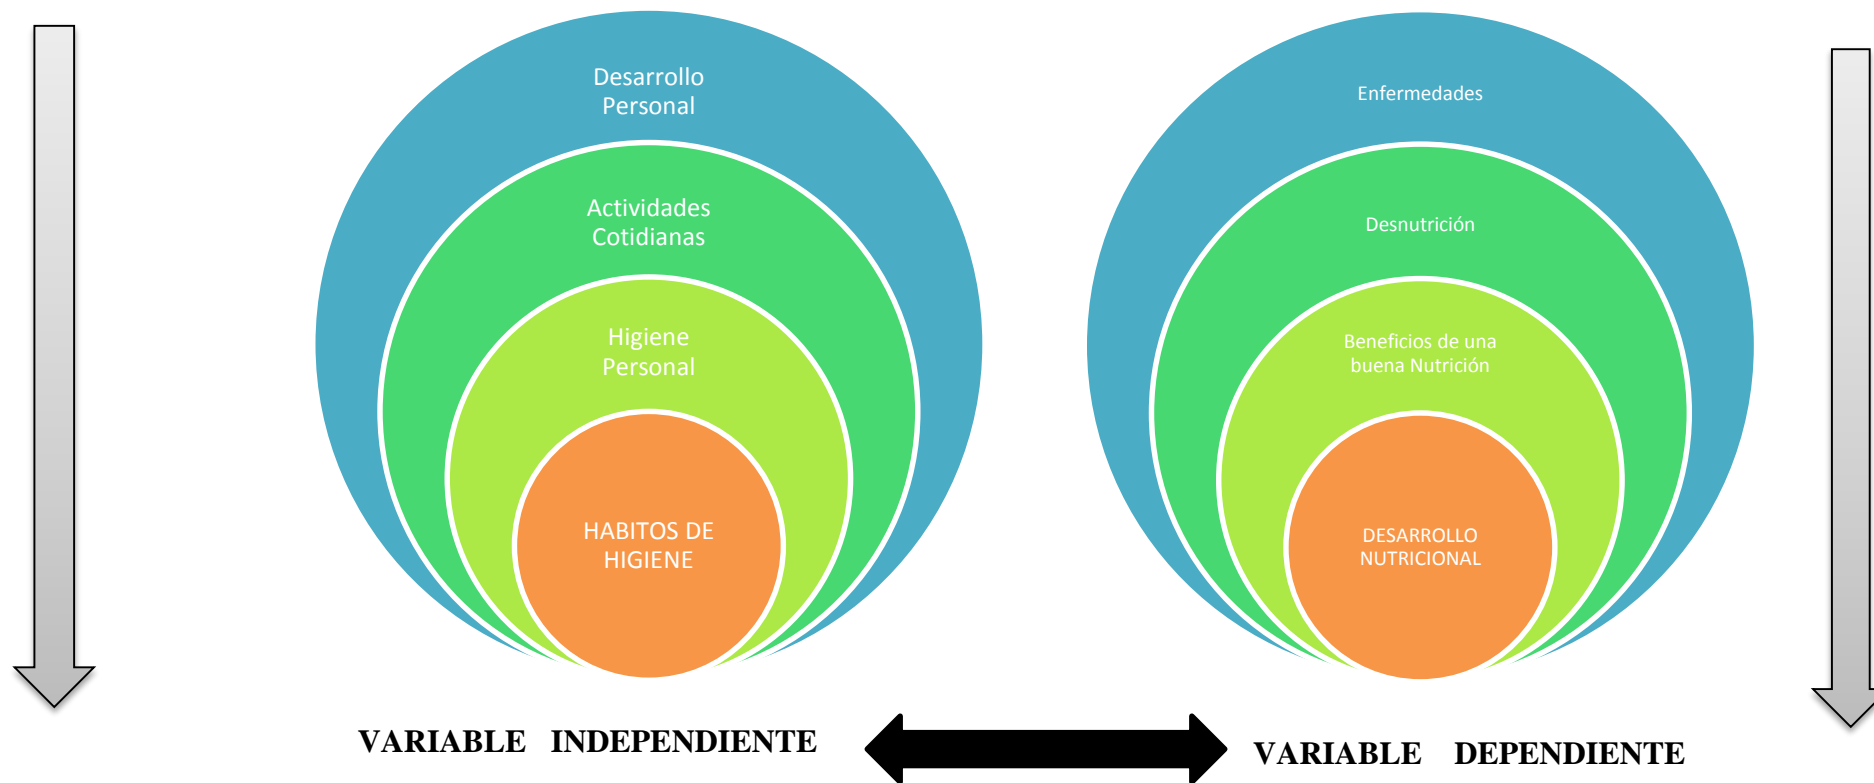 Desarrollo
Personal
Actividades
Cotidianas
Higiene
Personal
HABITOS DE
HIGIENE
Enfermedades
Desnutrición
Beneficios de una
buena Nutrición
DESARROLLO
NUTRICIONAL
VARIABLE INDEPENDIENTE
VARIABLE DEPENDIENTE